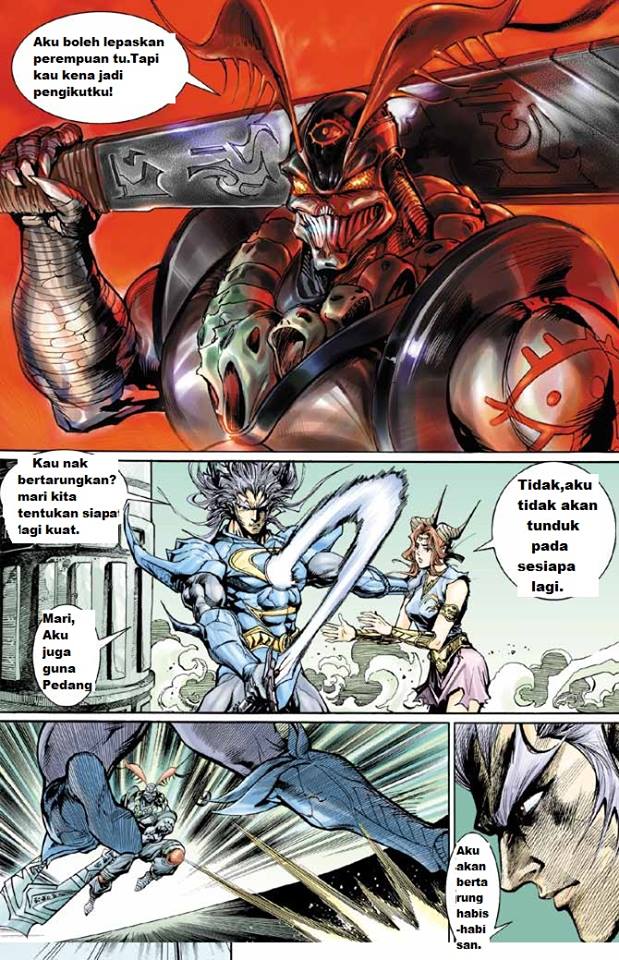 Aku boleh lepaskan
perempuan tu.Tapi
kau kena jadi
pengikutku!
Kau nak
bertarungkan?
mari kita
tentukan siapa
lagi kuat.
Tidak,aku
tidak akan
tunduk
pada
sesiapa
lagi.
Mari,
Aku
juga
guna
Pedang
Aku
akan
berta
rung
habis
-habi
san.